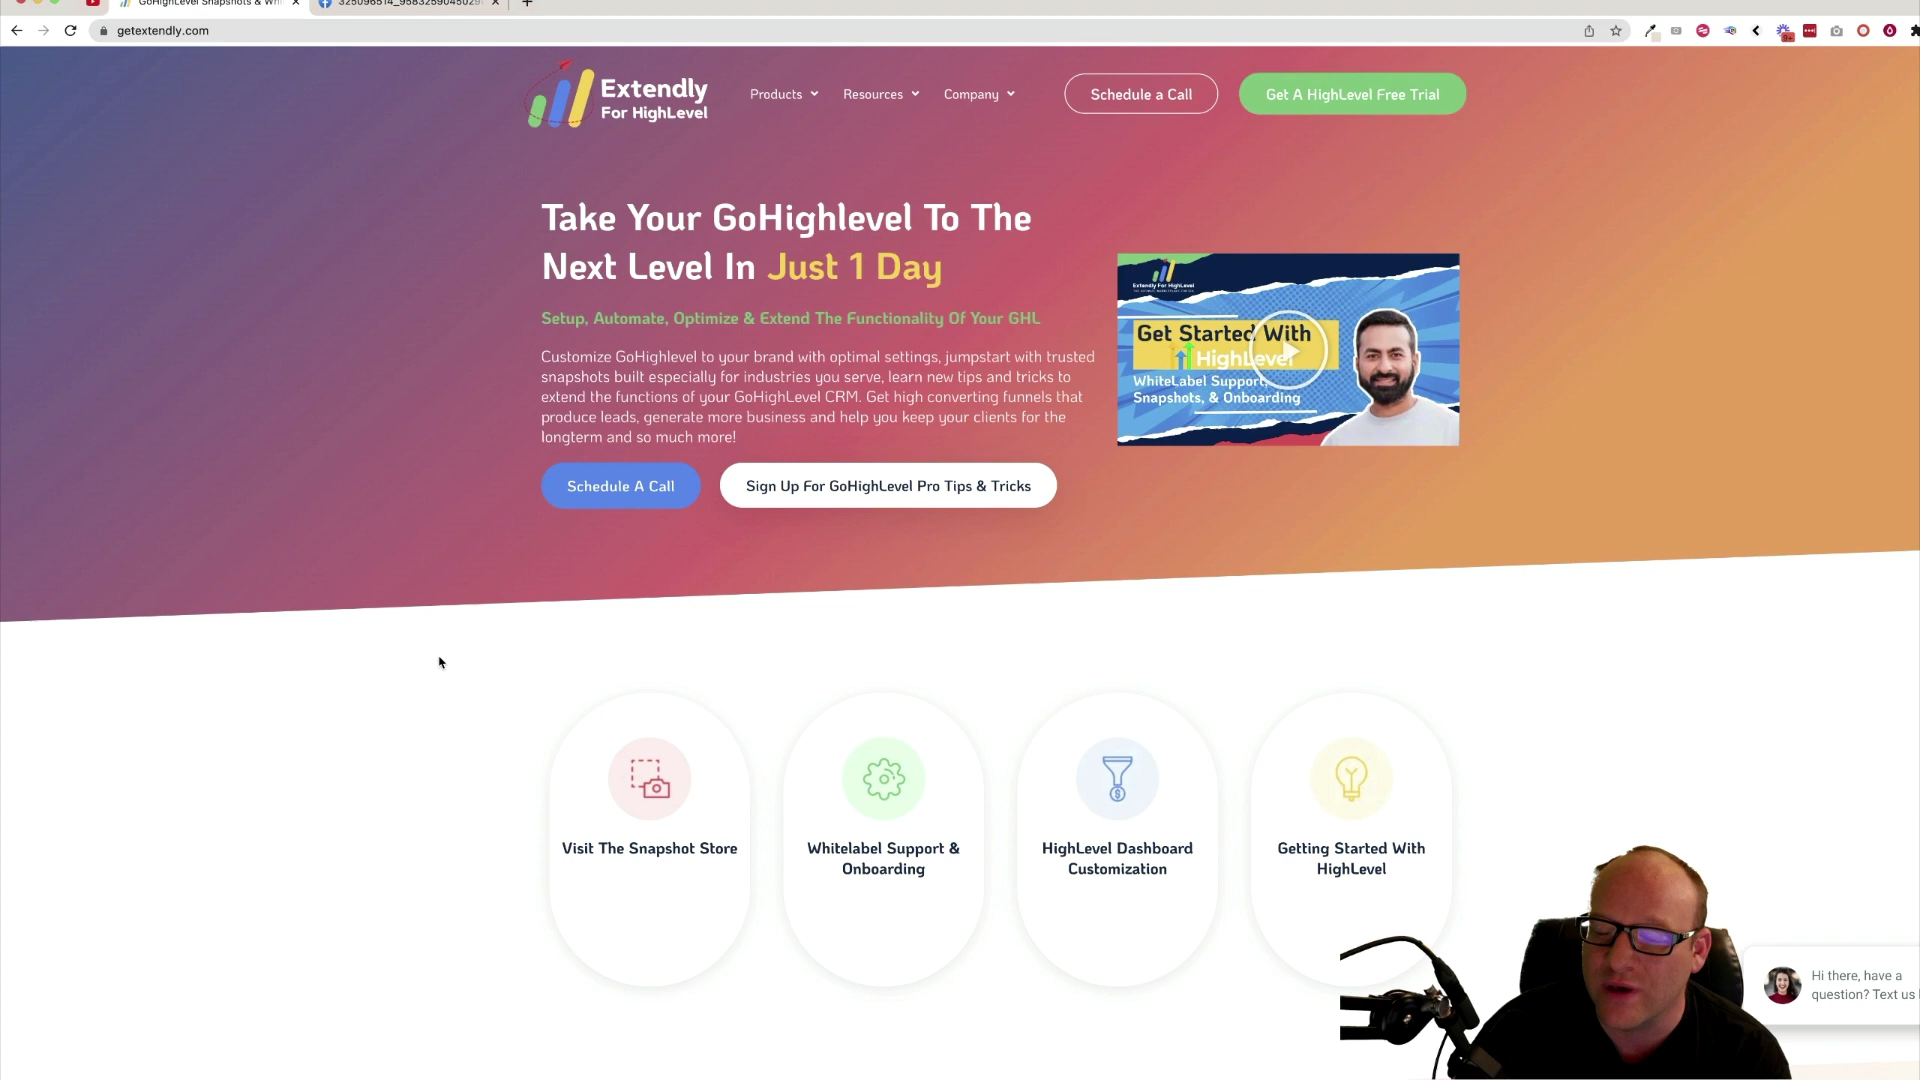 GoHighLevel Snapshots & Whi
getextendly.com
Extendly
For HighLevel
Products
Resources
Company
Schedule a Call
Get A HighLevel Free Trial
Take Your GoHighlevel To The
Next Level In Just 1 Day
Setup, Automate, Optimize & Extend The Functionality Of Your GHL
Customize GoHighlevel to your brand with optimal settings, jumpstart with trusted
snapshots built especially for industries you serve, learn new tips and tricks to
extend the functions of your GoHighLevel CRM. Get high converting funnels that
produce leads, generate more business and help you keep your clients for the
longterm and so much more!
Schedule A Call
Sign Up For GoHighLevel Pro Tips & Tricks
Extendly For HighLevel
Get Started With
HighLevel
WhiteLabel Support,
Snapshots, & Onboarding
Visit The Snapshot Store
Whitelabel Support &
Onboarding
HighLevel Dashboard
Customization
Getting Started With
HighLevel
Hi there, have a
question? Text us